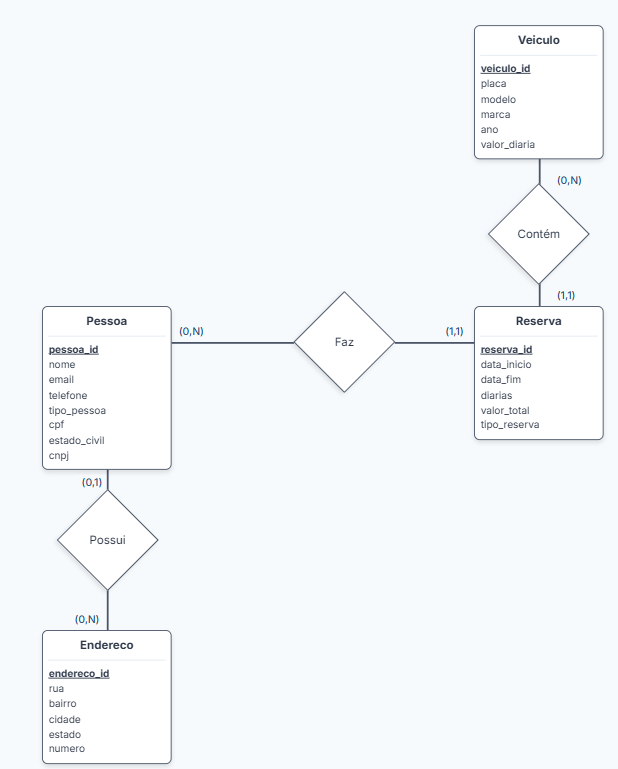 Veiculo
veiculo_id
placa
modelo
marca
ano
valor_diaria
(0,N)
Contém
(1,1)
Pessoa
pessoa_id
nome
email
telefone
tipo_pessoa
cpf
estado_civil
cnpj
(0,N)
Faz
(1,1)
Reserva
reserva_id
data_inicio
data_fim
diarias
valor_total
tipo_reserva
(0,1)
Possui
(0,N)
Endereco
endereco_id
rua
bairro
cidade
estado
numero